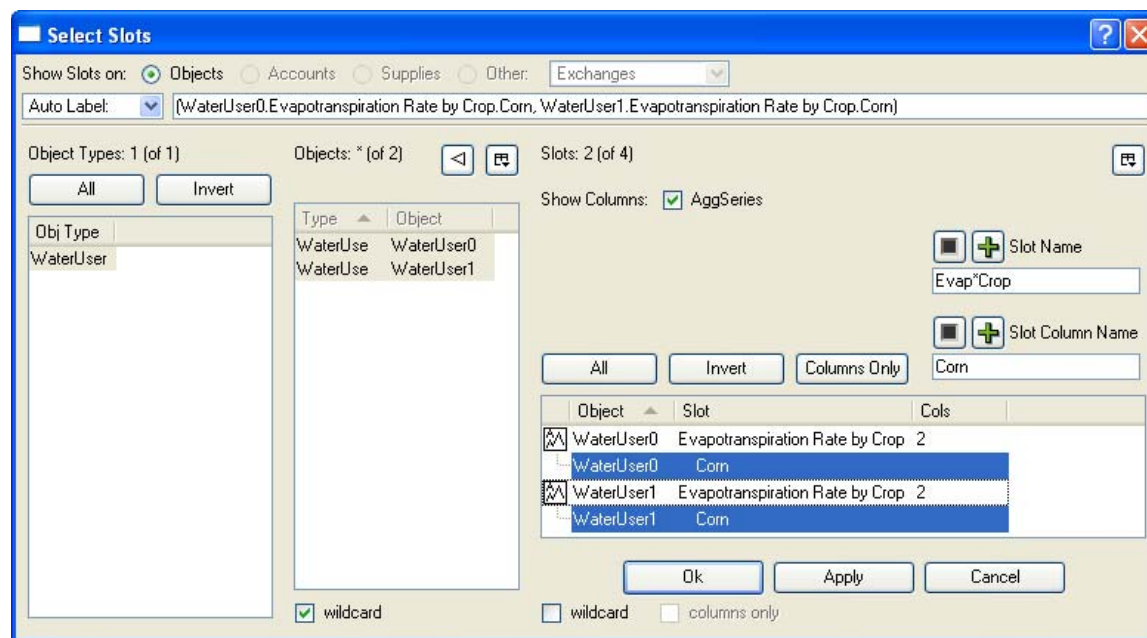 Select Slots
Show Slots on: Objects Accounts Supplies Other: Exchanges
Auto Label: (WaterUser0.Evapotranspiration Rate by Crop.Corn, WaterUser1.Evapotranspiration Rate by Crop.Corn)
Object Types: 1 (of 1)
All Invert
Obj Type
WaterUser
Objects: * (of 2)
Type Object
WaterUse WaterUser0
WaterUse WaterUser1
wildcard
Slots: 2 (of 4)
Show Columns: AggSeries
Slot Name
Evap*Crop
Slot Column Name
All Invert Columns Only Corn
Object Slot Cols
WaterUser0 Evapotranspiration Rate by Crop 2
WaterUser0 Corn
WaterUser1 Evapotranspiration Rate by Crop 2
WaterUser1 Corn
Ok Apply Cancel
wildcard columns only